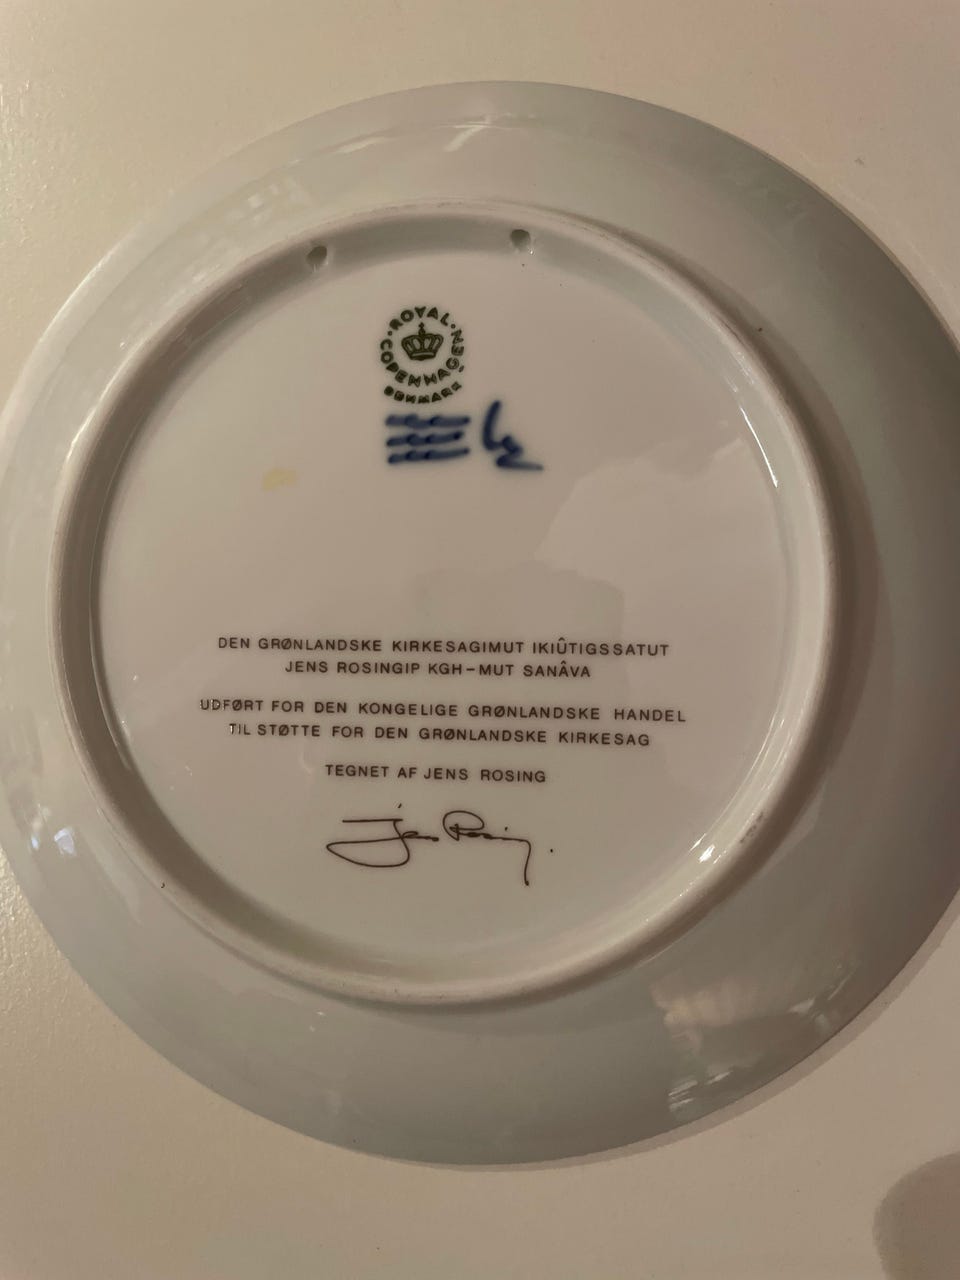 ROYAL COPENHAGEN
DENMARK
DEN GRØNLANDSKE KIRKESAGIMUT IKIÛTIGSSATUT
JENS ROSINGIP KGH–MUT SANÂVA
UDFØRT FOR DEN KONGELIGE GRØNLANDSKE HANDEL
TIL STØTTE FOR DEN GRØNLANDSKE KIRKESAG
TEGNET AF JENS ROSING
Jens Rosing.